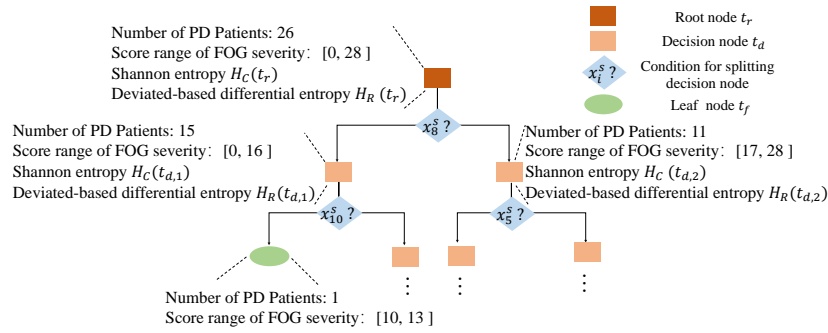 Number of PD Patients: 26
Score range of FOG severity: [0, 28 ]
Shannon entropy H_C(t_r)
Deviated-based differential entropy H_R (t_r)
Root node t_r
Decision node t_d
x_i^s ?
Condition for splitting
decision node
Leaf node t_f
x_8^s ?
Number of PD Patients: 15
Score range of FOG severity: [0, 16 ]
Shannon entropy H_C(t_{d,1})
Deviated-based differential entropy H_R(t_{d,1})
Number of PD Patients: 11
Score range of FOG severity: [17, 28 ]
Shannon entropy H_C (t_{d,2})
Deviated-based differential entropy H_R(t_{d,2})
x_{10}^s ?
x_5^s ?
Number of PD Patients: 1
Score range of FOG severity: [10, 13 ]